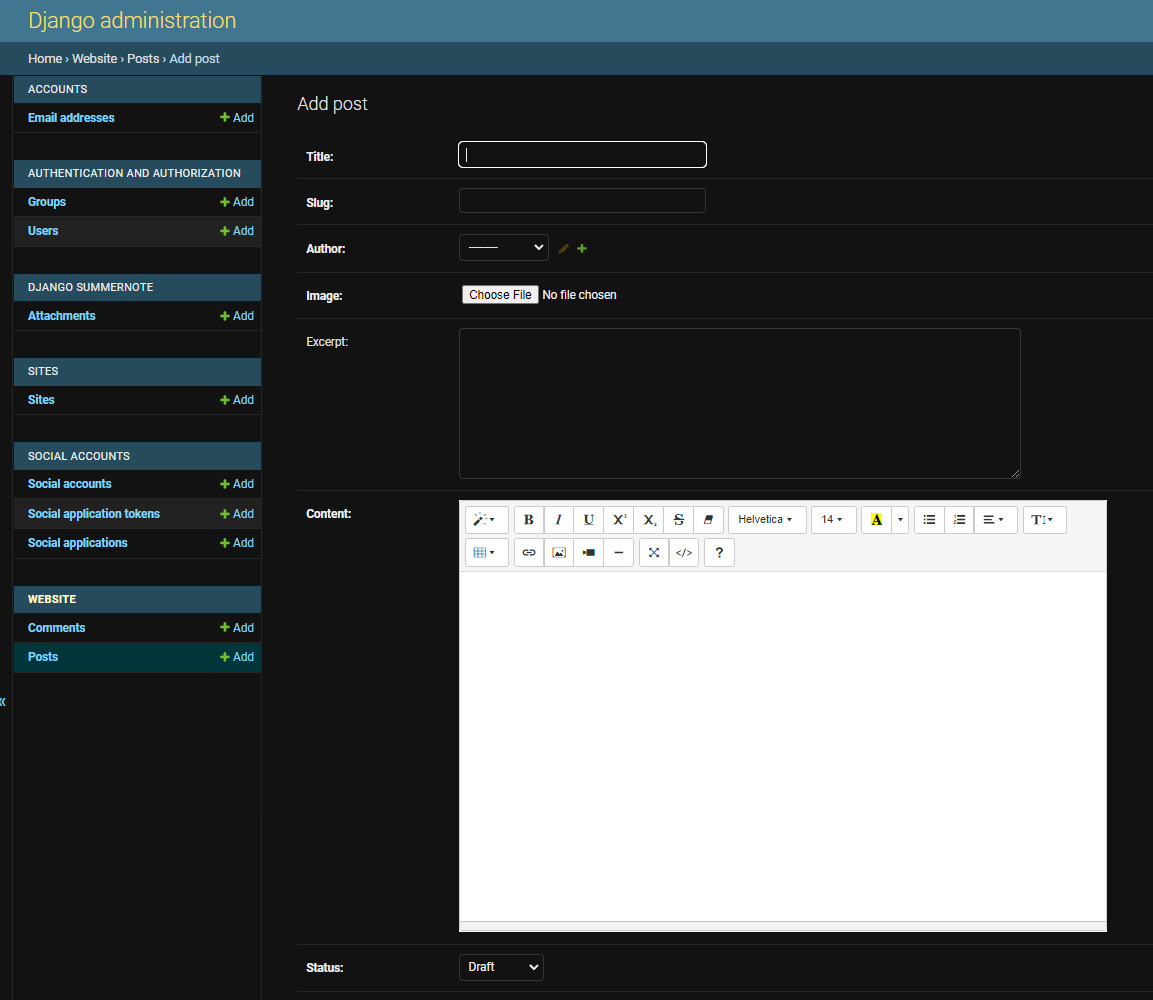 Django administration
Home › Website › Posts › Add post
ACCOUNTS
Email addresses + Add
AUTHENTICATION AND AUTHORIZATION
Groups + Add
Users + Add
DJANGO SUMMERNOTE
Attachments + Add
SITES
Sites + Add
SOCIAL ACCOUNTS
Social accounts + Add
Social application tokens + Add
Social applications + Add
WEBSITE
Comments + Add
Posts + Add
«
Add post
Title:
Slug:
Author: ---------
Image: Choose File No file chosen
Excerpt:
Content:
B I U X² X₂ S Helvetica 14 A T
</> ?
Status: Draft